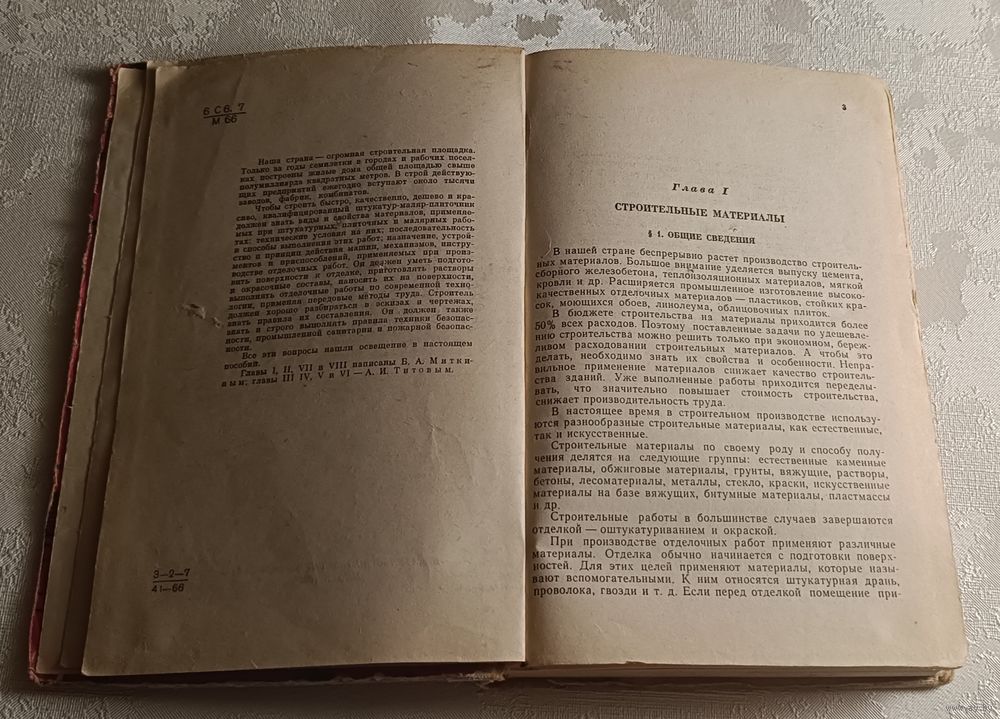 6 С 6. 7
М 66
Наша страна — огромная строительная площадка.
Только за годы семилетки в городах и рабочих посел-
ках построены жилые дома общей площадью свыше
полумиллиарда квадратных метров. В строй действую-
щих предприятий ежегодно вступают около тысячи
заводов, фабрик, комбинатов.
Чтобы строить быстро, качественно, дешево и кра-
сиво, квалифицированный штукатур-маляр-плиточник
должен знать виды и свойства материалов, применяе-
мых при штукатурных, плиточных и малярных рабо-
тах; технические условия на них; последовательность
и способы выполнения этих работ; назначение, устрой-
ство и принцип действия машин, механизмов, инстру-
ментов и приспособлений, применяемых при произ-
водстве отделочных работ. Он должен уметь подгото-
вить поверхности к отделке, приготовлять растворы
и окрасочные составы, наносить их на поверхности,
выполнять отделочные работы по современной техно-
логии, применяя передовые методы труда. Строитель
должен хорошо разбираться в эскизах и чертежах,
знать правила их составления. Он должен также
знать и строго выполнять правила техники безопас-
ности, промышленной санитарии и пожарной безопас-
ности.
Все эти вопросы нашли освещение в настоящем
пособии.
Главы I, II, VII и VIII написаны Б. А. Митки-
ным; главы III IV, V и VI — А. И. Титовым.
3—2—7
41—66
3
Глава I
СТРОИТЕЛЬНЫЕ МАТЕРИАЛЫ
§ 1. ОБЩИЕ СВЕДЕНИЯ
В нашей стране беспрерывно растет производство строитель-
ных материалов. Большое внимание уделяется выпуску цемента,
сборного железобетона, теплоизоляционных материалов, мягкой
кровли и др. Расширяется промышленное изготовление высоко-
качественных отделочных материалов — пластиков, стойких кра-
сок, моющихся обоев, линолеума, облицовочных плиток.
В бюджете строительства на материалы приходится более
50% всех расходов. Поэтому поставленные задачи по удешевле-
нию строительства можно решить только при экономном, береж-
ливом расходовании строительных материалов. А чтобы это
делать, необходимо знать их свойства и особенности. Непра-
вильное применение материалов снижает качество строитель-
ства зданий. Уже выполненные работы приходится переделы-
вать, что значительно повышает стоимость строительства,
снижает производительность труда.
В настоящее время в строительном производстве использу-
ются разнообразные строительные материалы, как естественные,
так и искусственные.
Строительные материалы по своему роду и способу полу-
чения делятся на следующие группы: естественные каменные
материалы, обжиговые материалы, грунты, вяжущие, растворы,
бетоны, лесоматериалы, металлы, стекло, краски, искусственные
материалы на базе вяжущих, битумные материалы, пластмассы
и др.
Строительные работы в большинстве случаев завершаются
отделкой — оштукатуриванием и окраской.
При производстве отделочных работ применяют различные
материалы. Отделка обычно начинается с подготовки поверх-
ностей. Для этих целей применяют материалы, которые назы-
вают вспомогательными. К ним относятся штукатурная дрань,
проволока, гвозди и т. д. Если перед отделкой помещение при-